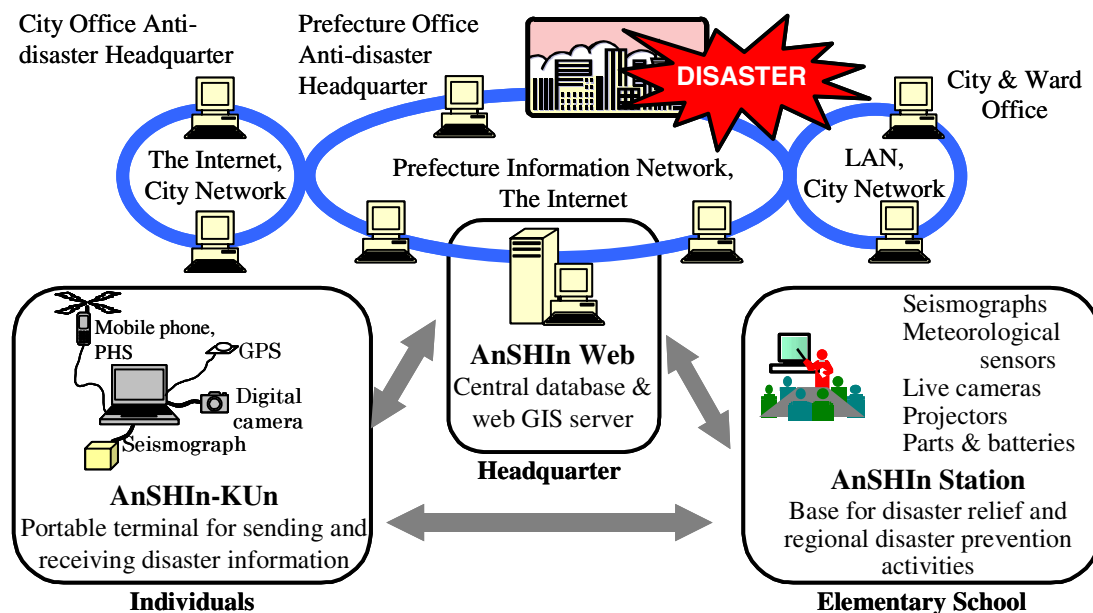 City Office Anti-
disaster Headquarter
Prefecture Office
Anti-disaster
Headquarter
DISASTER
City & Ward
Office
The Internet,
City Network
Prefecture Information Network,
The Internet
LAN,
City Network
Mobile phone,
PHS
GPS
Digital
camera
Seismograph
AnSHIn-KUn
Portable terminal for sending and
receiving disaster information
Individuals
AnSHIn Web
Central database &
web GIS server
Headquarter
Seismographs
Meteorological
sensors
Live cameras
Projectors
Parts & batteries
AnSHIn Station
Base for disaster relief and
regional disaster prevention
activities
Elementary School